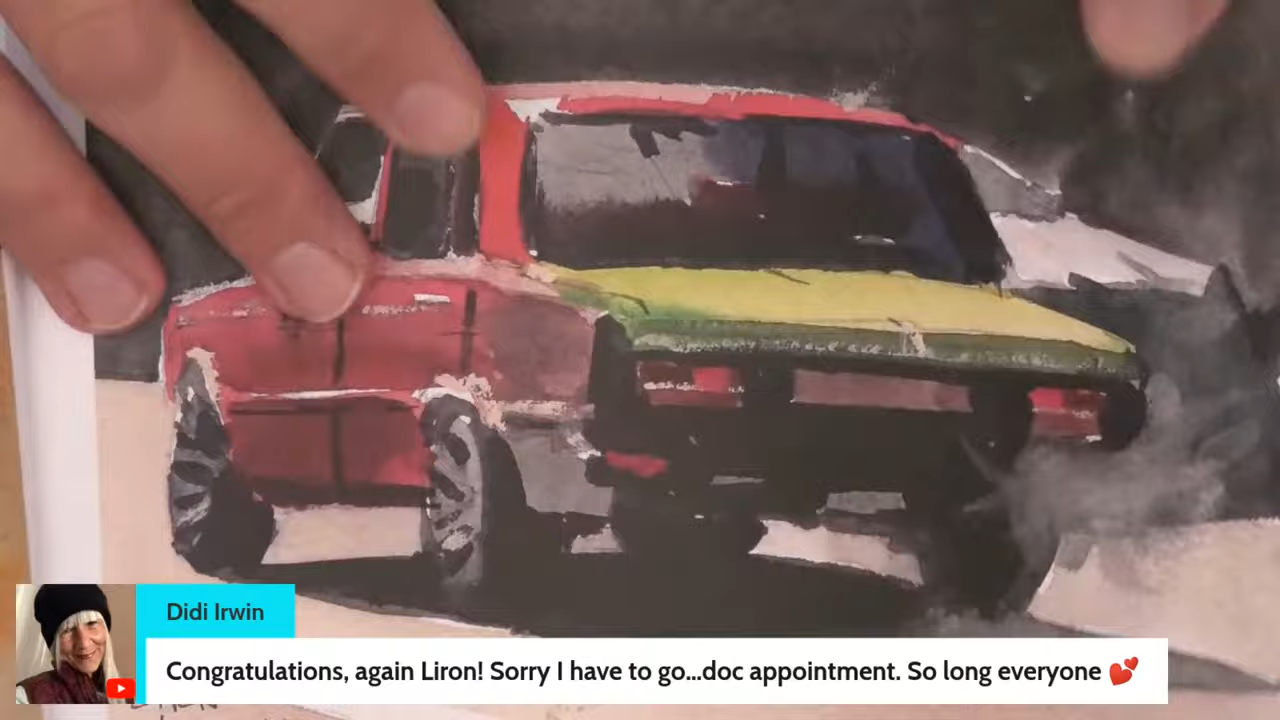 Didi Irwin
Congratulations, again Liron! Sorry I have to go...doc appointment. So long everyone 💕